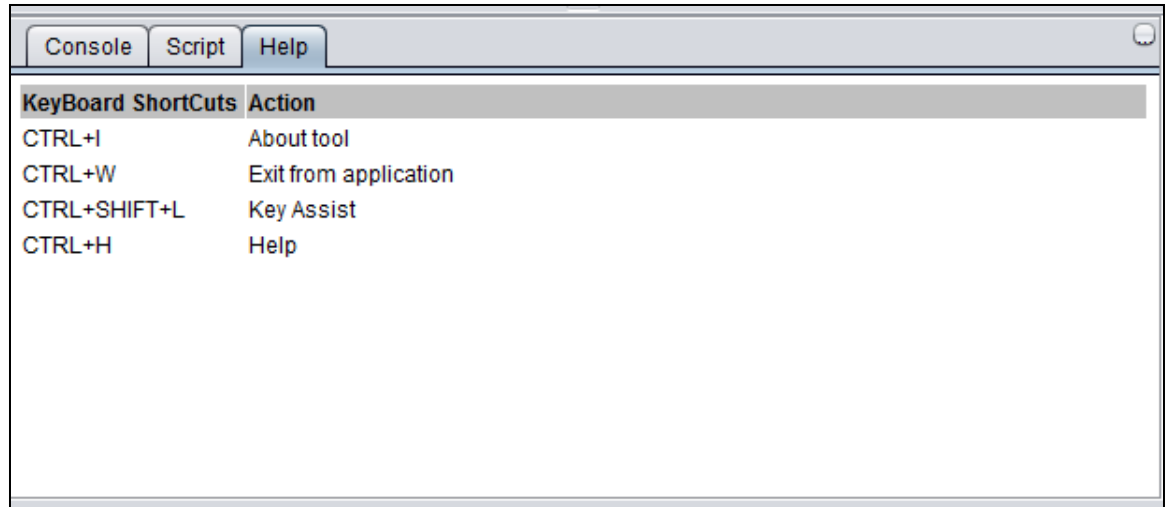 Console Script Help
KeyBoard ShortCuts Action
CTRL+I About tool
CTRL+W Exit from application
CTRL+SHIFT+L Key Assist
CTRL+H Help